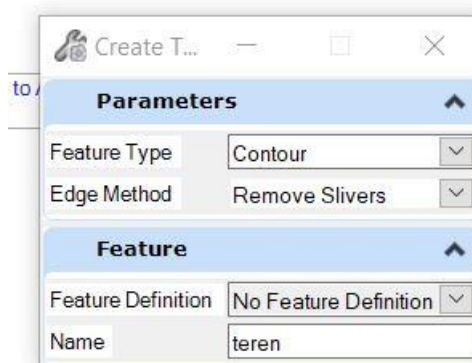 Create T...
to
Parameters
Feature Type Contour
Edge Method Remove Slivers
Feature
Feature Definition No Feature Definition
Name teren